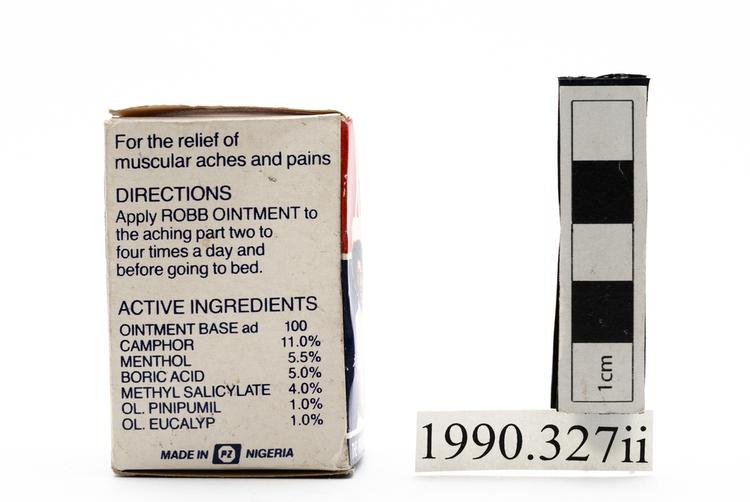 For the relief of
muscular aches and pains
DIRECTIONS
Apply ROBB OINTMENT to
the aching part two to
four times a day and
before going to bed.
ACTIVE INGREDIENTS
OINTMENT BASE ad 100
CAMPHOR 11.0%
MENTHOL 5.5%
BORIC ACID 5.0%
METHYL SALICYLATE 4.0%
OL. PINIPUMIL 1.0%
OL. EUCALYP 1.0%
MADE IN PZ NIGERIA
1cm
1990.327ii